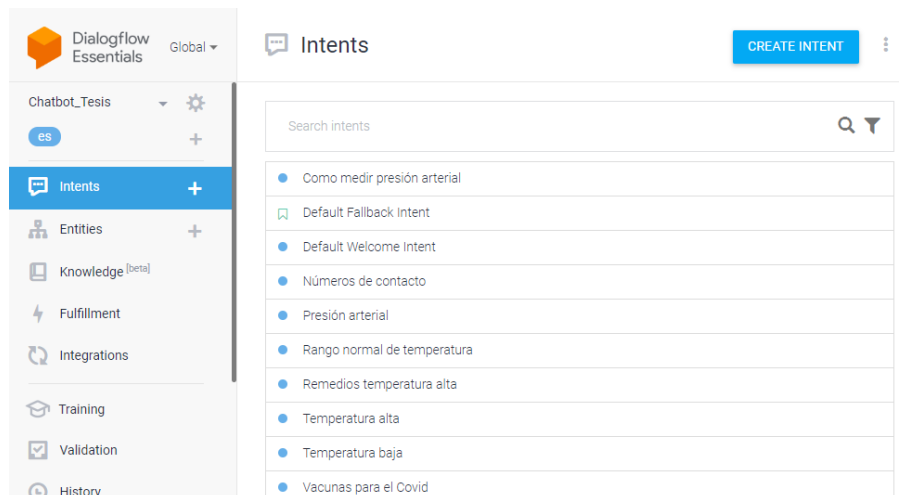 Dialogflow
Essentials
Global
Intents
CREATE INTENT
Chatbot_Tesis
es
Search intents
Intents
Entities
Knowledge [beta]
Fulfillment
Integrations
Training
Validation
History
Como medir presión arterial
Default Fallback Intent
Default Welcome Intent
Números de contacto
Presión arterial
Rango normal de temperatura
Remedios temperatura alta
Temperatura alta
Temperatura baja
Vacunas para el Covid